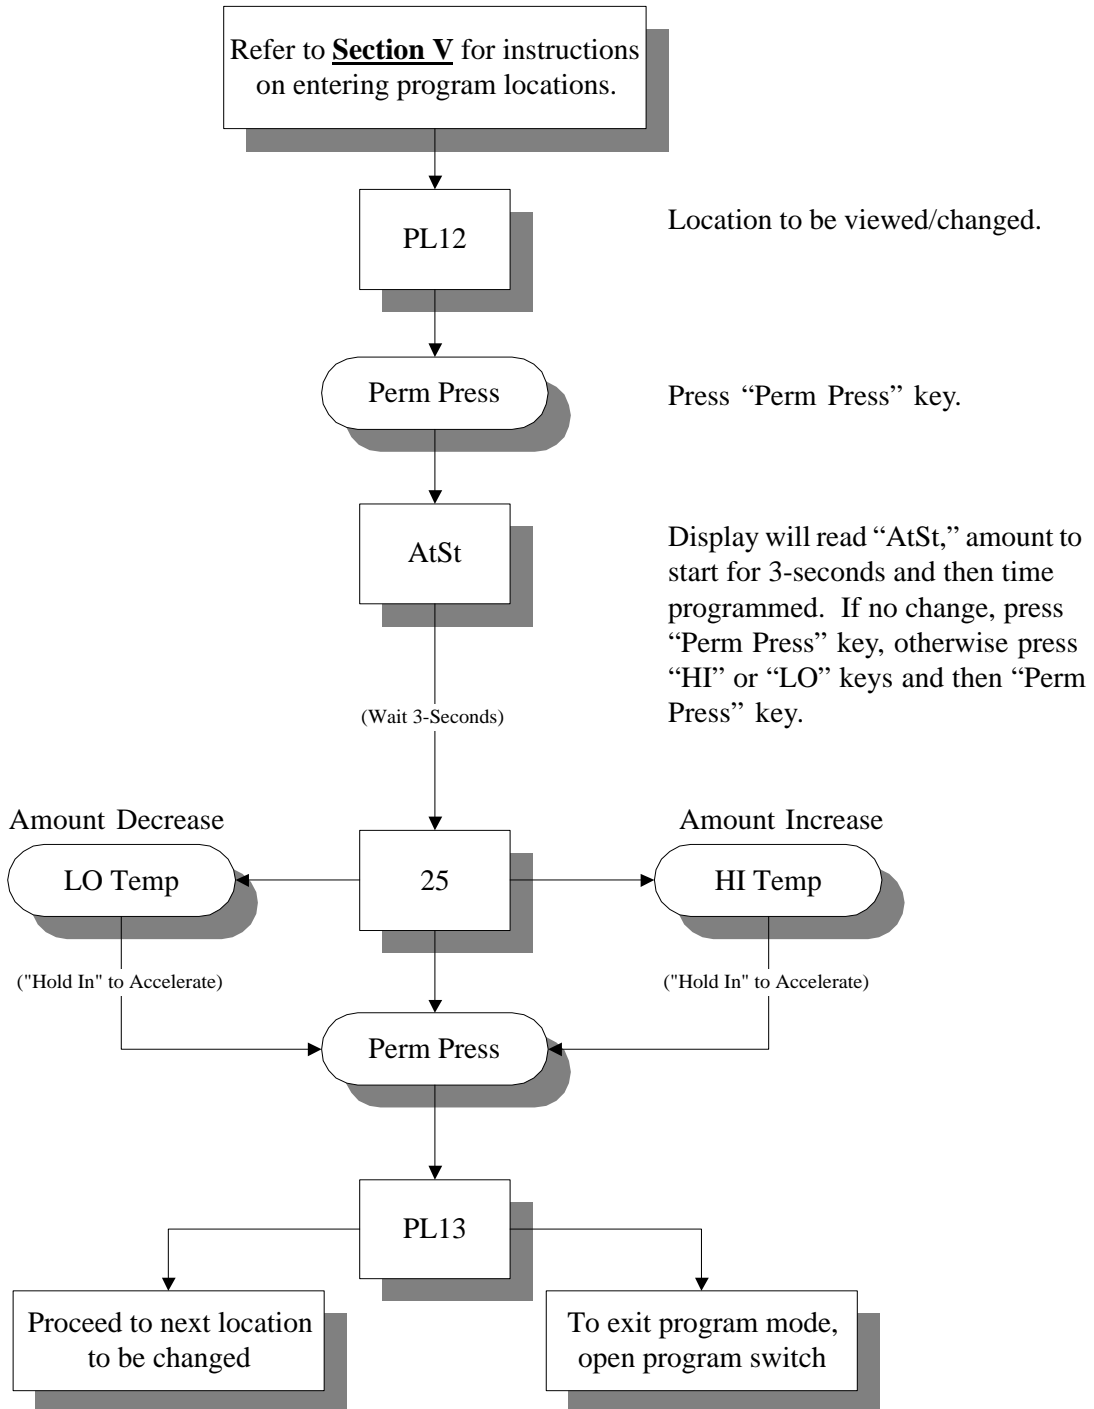 Refer to Section V for instructions
on entering program locations.
PL12
Location to be viewed/changed.
Perm Press
Press “Perm Press” key.
AtSt
Display will read “AtSt,” amount to
start for 3-seconds and then time
programmed. If no change, press
“Perm Press” key, otherwise press
“HI” or “LO” keys and then “Perm
Press” key.
(Wait 3-Seconds)
Amount Decrease
Amount Increase
LO Temp
25
HI Temp
("Hold In" to Accelerate)
("Hold In" to Accelerate)
Perm Press
PL13
Proceed to next location
to be changed
To exit program mode,
open program switch